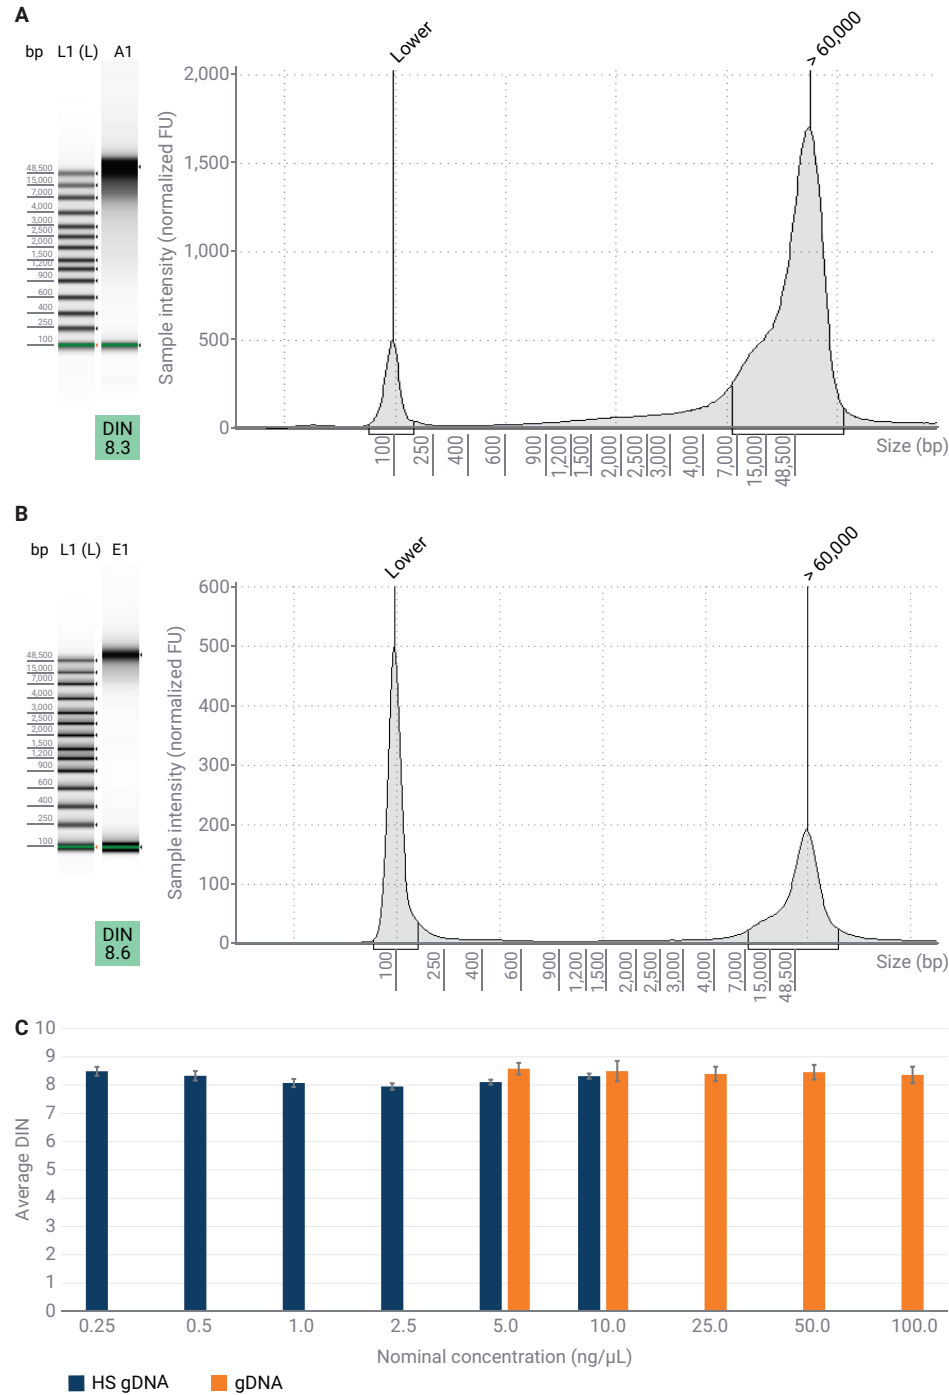 A
bp L1 (L) A1
48,500
15,000
7,000
4,000
3,000
2,500
2,000
1,500
1,200
900
600
400
250
100
DIN
8.3
Lower
> 60,000
Sample intensity (normalized FU)
2,000
1,500
1,000
500
0
100 250 400 600 900 1,200 1,500 2,000 2,500 3,000 4,000 7,000 15,000 48,500
Size (bp)
B
bp L1 (L) E1
48,500
15,000
7,000
4,000
3,000
2,500
2,000
1,500
1,200
900
600
400
250
100
DIN
8.6
Lower
> 60,000
Sample intensity (normalized FU)
600
500
400
300
200
100
0
100 250 400 600 900 1,200 1,500 2,000 2,500 3,000 4,000 7,000 15,000 48,500
Size (bp)
C
Average DIN
10
9
8
7
6
5
4
3
2
1
0
0.25 0.5 1.0 2.5 5.0 10.0 25.0 50.0 100.0
Nominal concentration (ng/µL)
HS gDNA gDNA